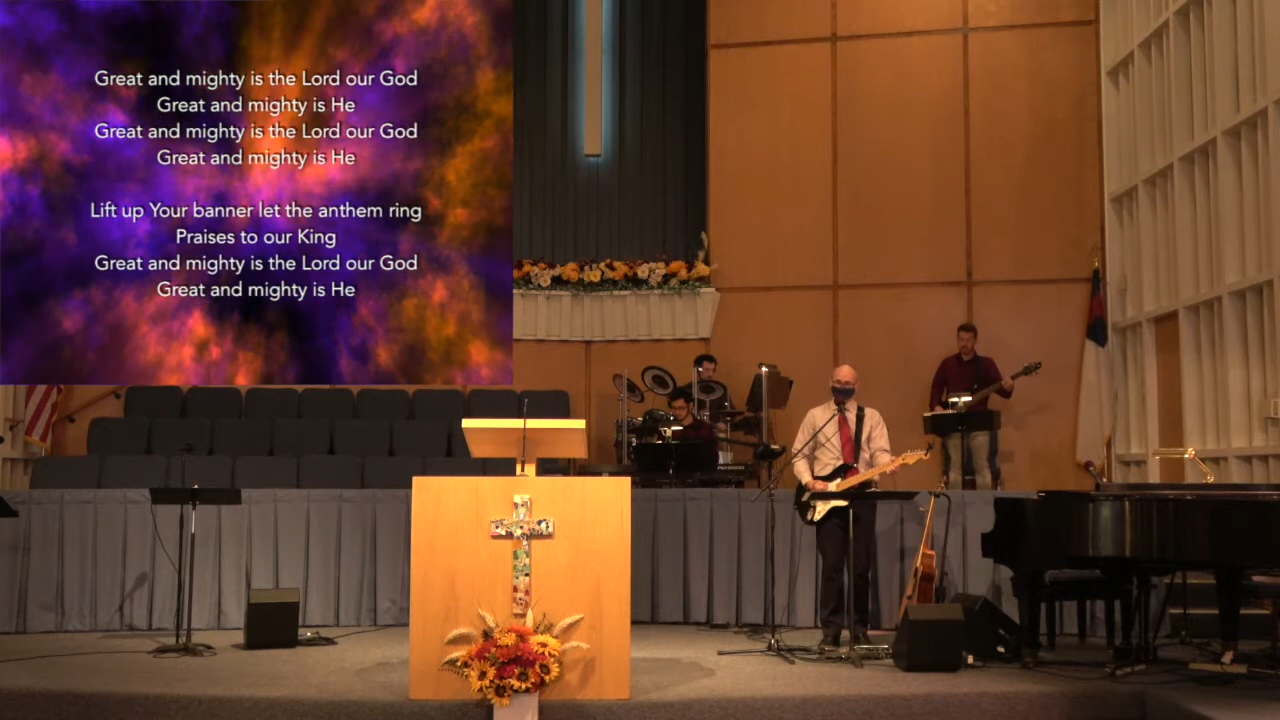 Great and mighty is the Lord our God
Great and mighty is He
Great and mighty is the Lord our God
Great and mighty is He
Lift up Your banner let the anthem ring
Praises to our King
Great and mighty is the Lord our God
Great and mighty is He